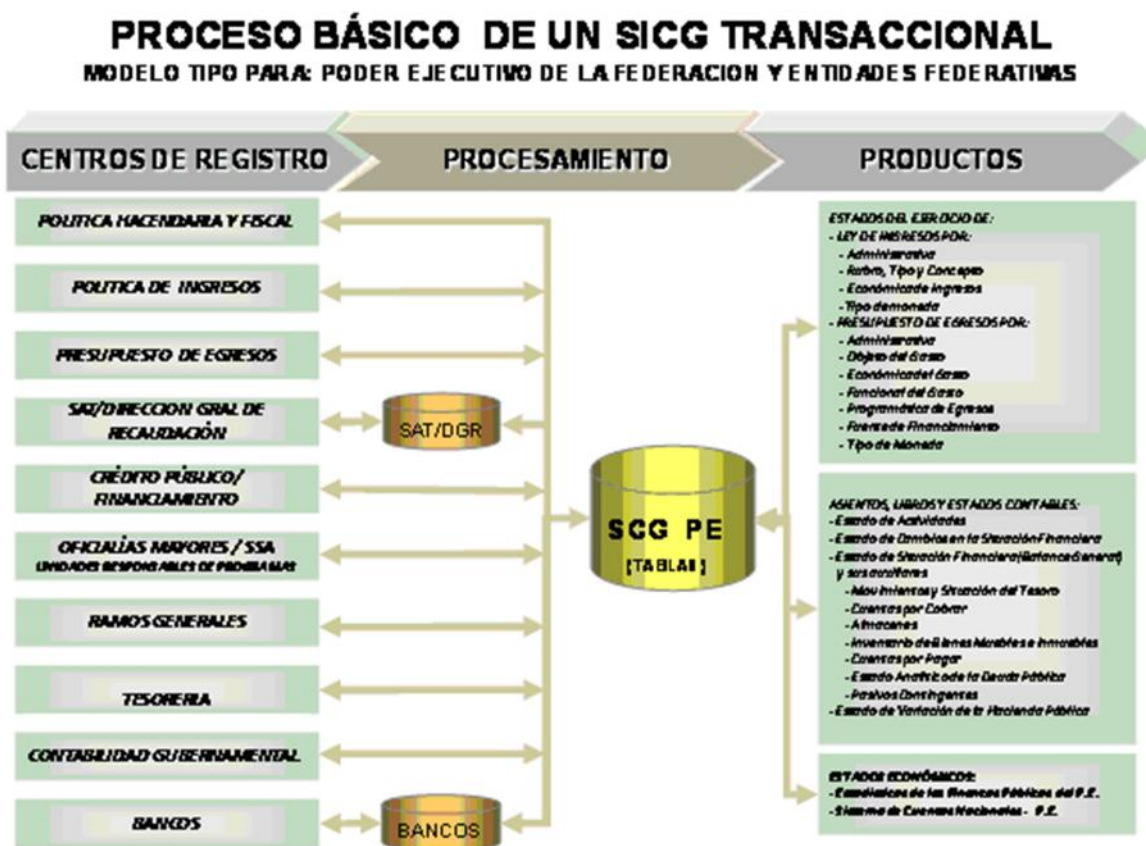 PROCESO BÁSICO DE UN SICG TRANSACCIONAL
MODELO TIPO PARA: PODER EJECUTIVO DE LA FEDERACION Y ENTIDADES FEDERATIVAS
CENTROS DE REGISTRO
PROCESAMIENTO
PRODUCTOS
POLITICA HACENDARIA Y FISCAL
POLITICA DE INGRESOS
PRESUPUESTO DE EGRESOS
SAT/DIRECCION GRAL DE
RECAUDACIÓN
CRÉDITO PÚBLICO/
FINANCIAMIENTO
OFICIALÍAS MAYORES / SSA
UNIDADES RESPONSABLES DE PROGRAMAS
RAMOS GENERALES
TESORERIA
CONTABILIDAD GUBERNAMENTAL
BANCOS
SAT/DGR
BANCOS
SCG PE
(TABLAS)
ESTADOS DEL EJERCICIO DE:
- LEY DE INGRESOS POR:
- Administrativa
- Rubro, Tipo y Concepto
- Económica de Ingresos
- Tipo de moneda
- PRESUPUESTO DE EGRESOS POR:
- Administrativa
- Objeto del Gasto
- Económica del Gasto
- Funcional del Gasto
- Programática de Egresos
- Fuente de Financiamiento
- Tipo de Moneda
ASIENTOS, LIBROS Y ESTADOS CONTABLES:
- Estado de Actividades
- Estado de Cambios en la Situación Financiera
- Estado de Situación Financiera (Balance General)
y sus auxiliares
- Movimientos y Situación del Tesoro
- Cuentas por Cobrar
- Almacenes
- Inventario de Bienes Muebles e Inmuebles
- Cuentas por Pagar
- Estado Analítico de la Deuda Pública
- Pasivos Contingentes
- Estado de Variación de la Hacienda Pública
ESTADOS ECONÓMICOS:
- Estadísticas de las Finanzas Públicas del P.E.
- Sistema de Cuentas Nacionales - P.E.